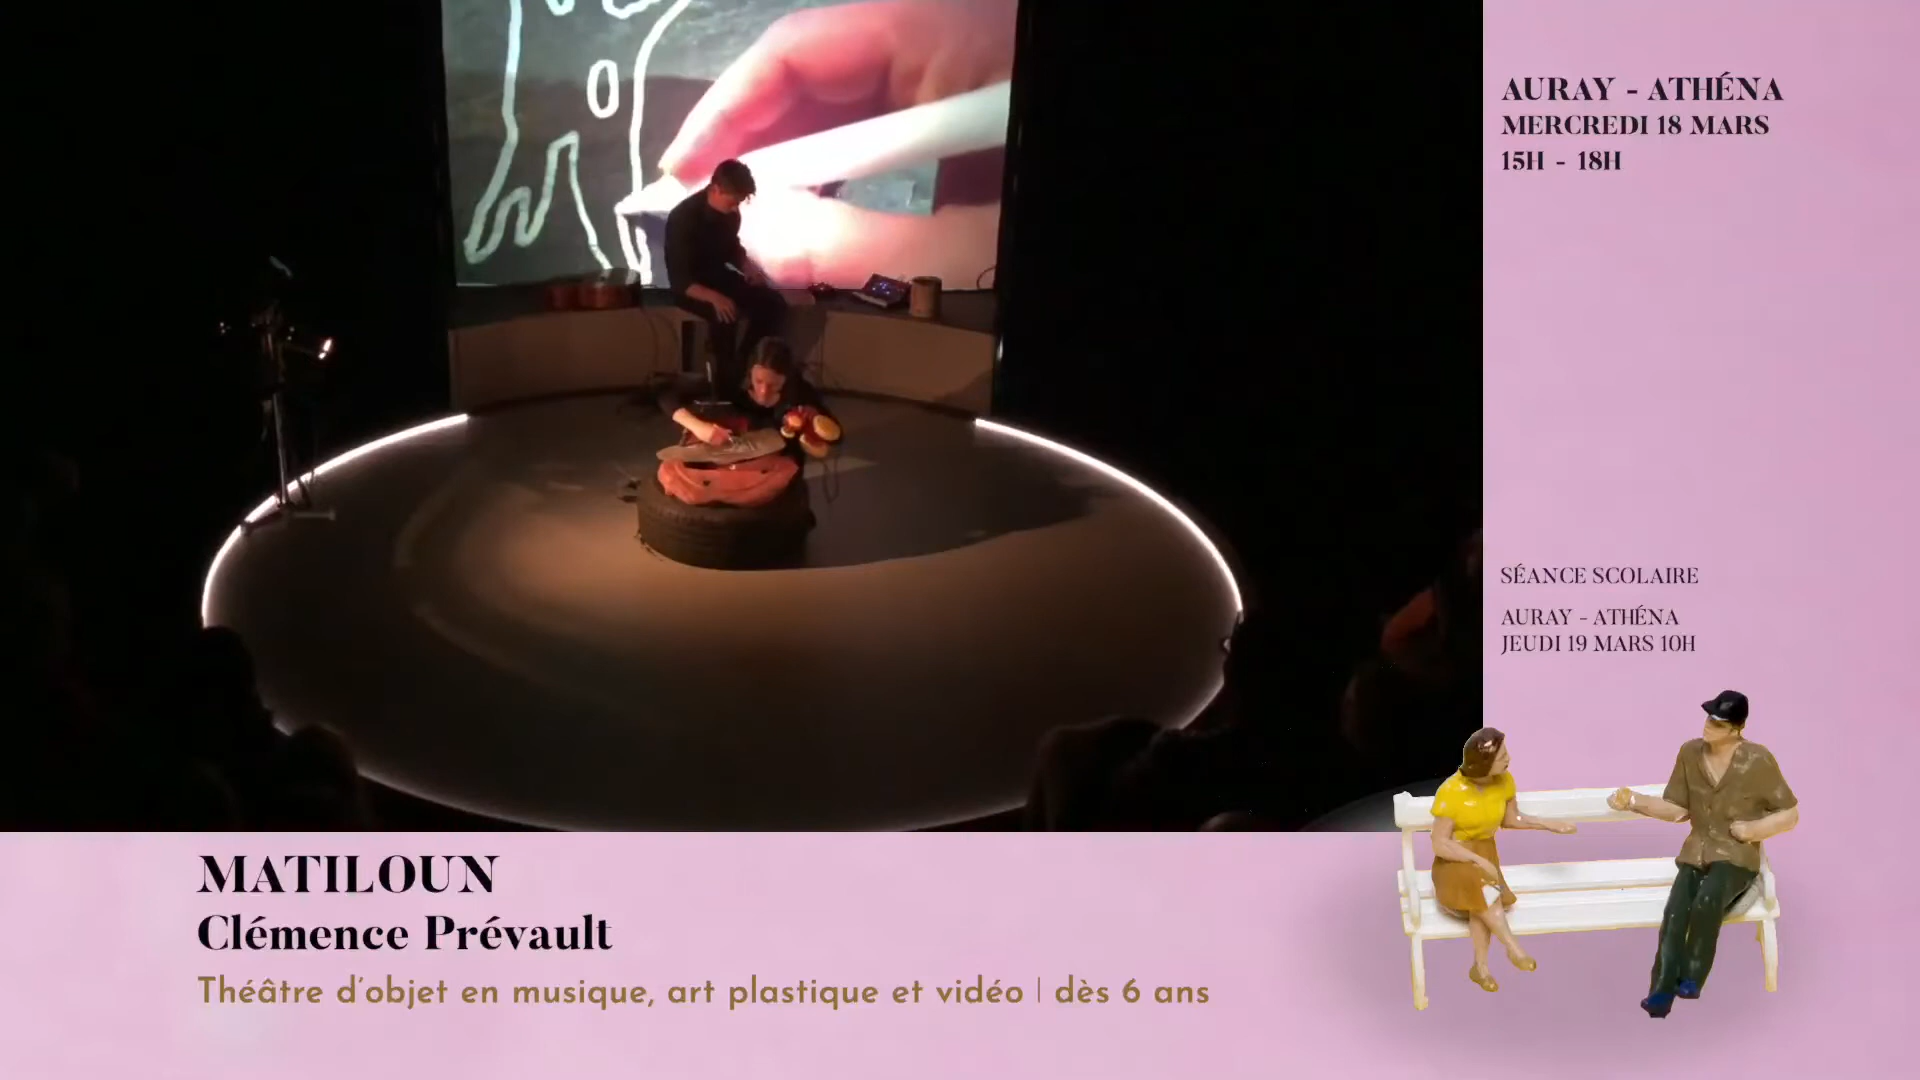 AURAY - ATHÉNA
MERCREDI 18 MARS
15H - 18H
SÉANCE SCOLAIRE
AURAY - ATHÉNA
JEUDI 19 MARS 10H
MATILOUN
Clémence Prévault
Théâtre d'objet en musique, art plastique et vidéo | dès 6 ans